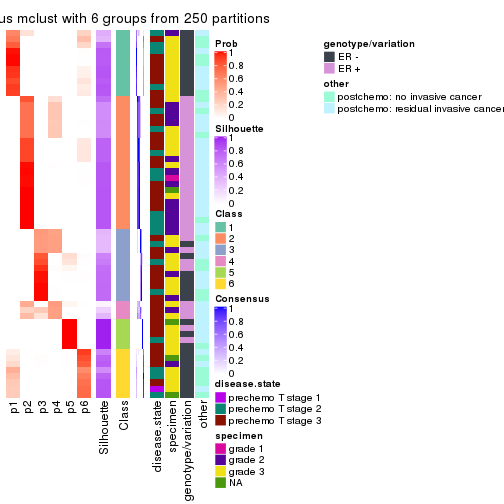 us mclust with 6 groups from 250 partitions
Prob
1
0.8
0.6
0.4
0.2
0
Silhouette
1
0.8
0.6
0.4
0.2
0
Class
1
2
3
4
5
6
Consensus
1
0.8
0.6
0.4
0.2
0
disease.state
prechemo T stage 1
prechemo T stage 2
prechemo T stage 3
specimen
grade 1
grade 2
grade 3
NA
genotype/variation
ER -
ER +
other
postchemo: no invasive cancer
postchemo: residual invasive cancer
p1
p2
p3
p4
p5
p6
Silhouette
Class
disease.state
specimen
genotype/variation
other